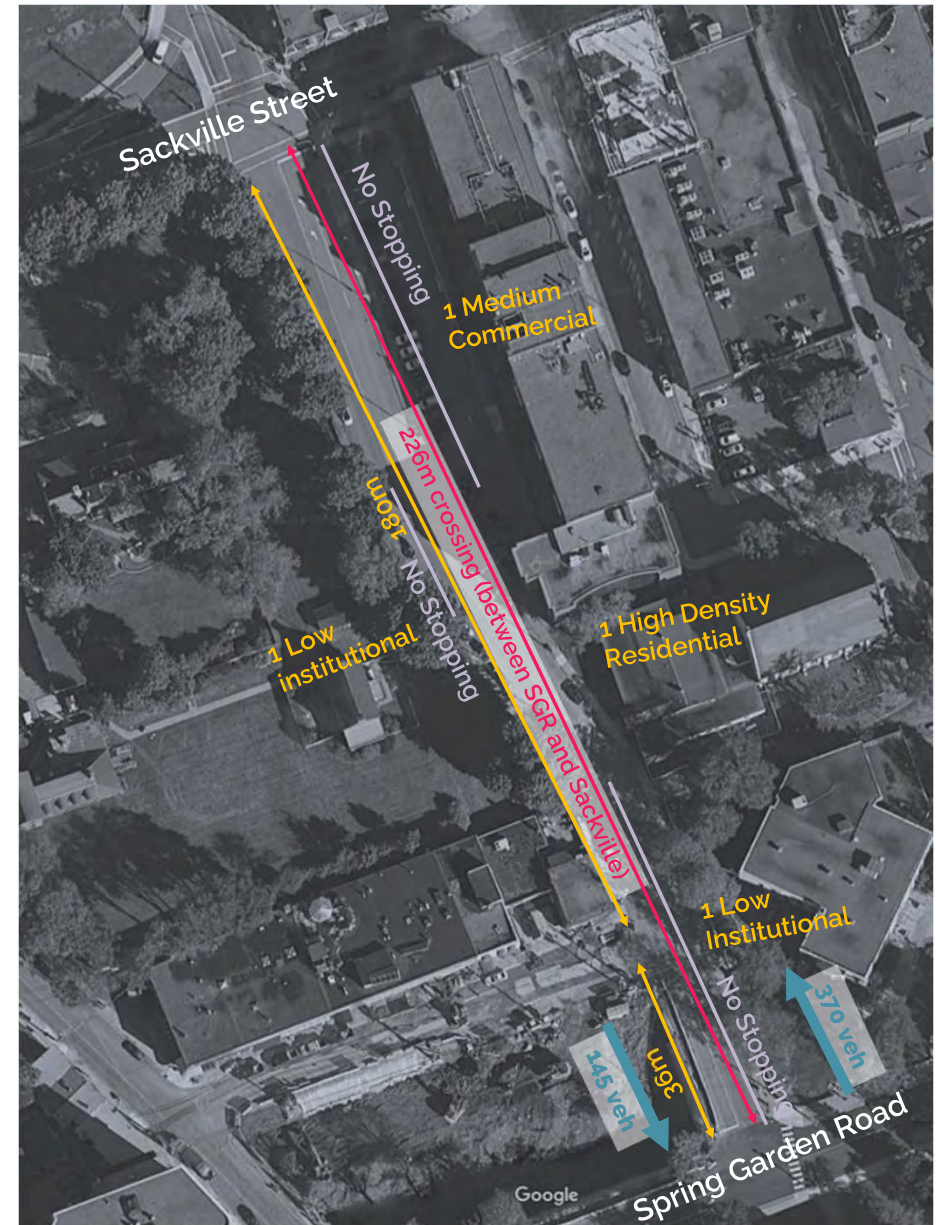 Sackville Street
No Stopping
1 Medium
Commercial
226m crossing (between SGR and Sackville)
180m
No Stopping
1 Low
institutional
1 High Density
Residential
1 Low
Institutional
No Stopping
370 veh
145 veh
36m
Spring Garden Road
Google